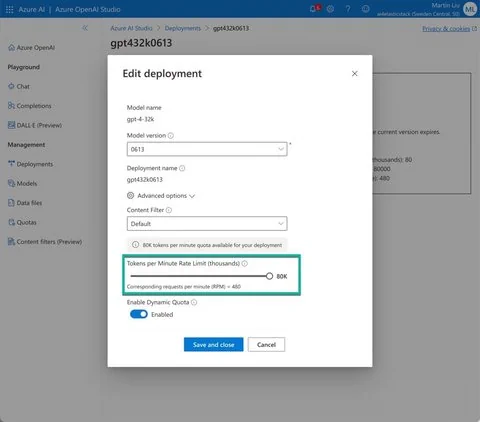 Azure AI | Azure OpenAI Studio
Martin Liu
(Sweden Central, S0)
ML
Azure AI Studio > Deployments > gpt432k0613
Privacy & cookies
Azure OpenAI
gpt432k0613
Playground
Chat
Completions
DALL·E (Preview)
Management
Deployments
Models
Data files
Quotas
Content filters (Preview)
Edit deployment
Model name
gpt-4-32k
Model version
0613
*
Deployment name
gpt432k0613
Advanced options
Content Filter
Default
80K tokens per minute quota available for your deployment
Tokens per Minute Rate Limit (thousands)
80K
Corresponding requests per minute (RPM) = 480
Enable Dynamic Quota
Enabled
Save and close
Cancel
e current version expires
(thousands): 80
80000
e): 480